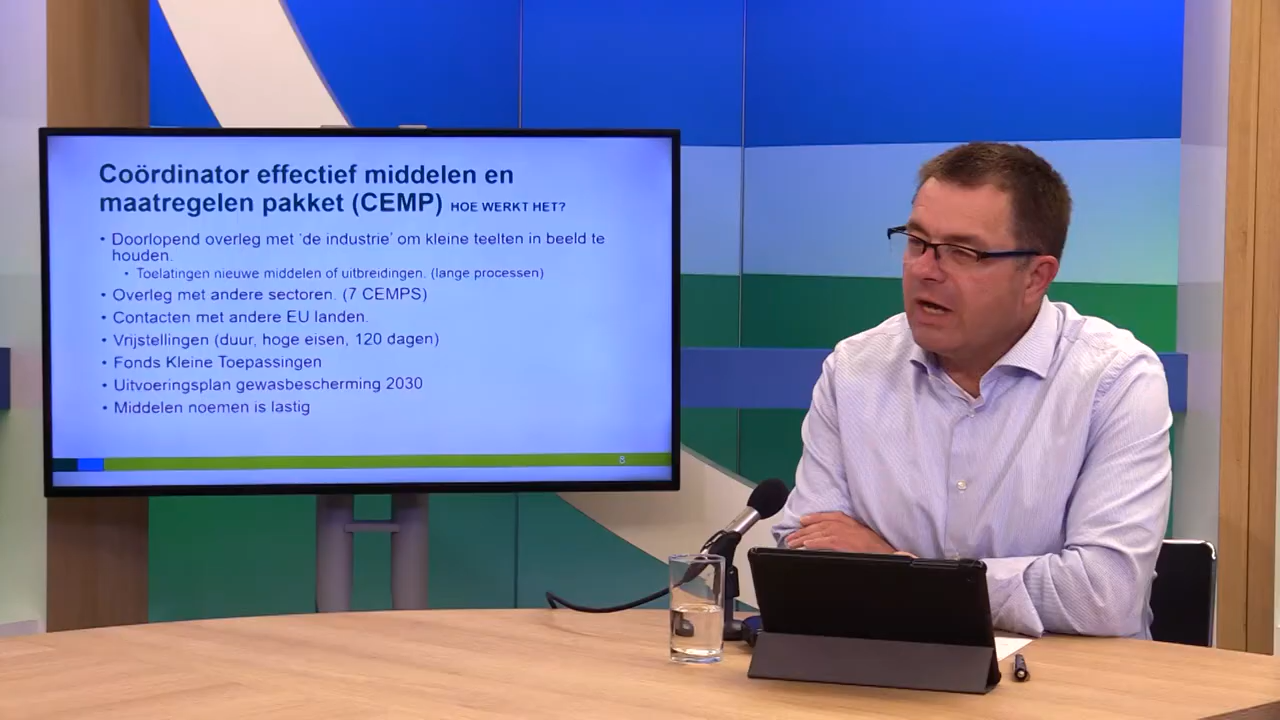 Coördinator effectief middelen en
maatregelen pakket (CEMP) HOE WERKT HET?
• Doorlopend overleg met 'de industrie' om kleine teelten in beeld te
houden.
• Toelatingen nieuwe middelen of uitbreidingen. (lange processen)
• Overleg met andere sectoren. (7 CEMPS)
• Contacten met andere EU landen.
• Vrijstellingen (duur, hoge eisen, 120 dagen)
• Fonds Kleine Toepassingen
• Uitvoeringsplan gewasbescherming 2030
• Middelen noemen is lastig
8